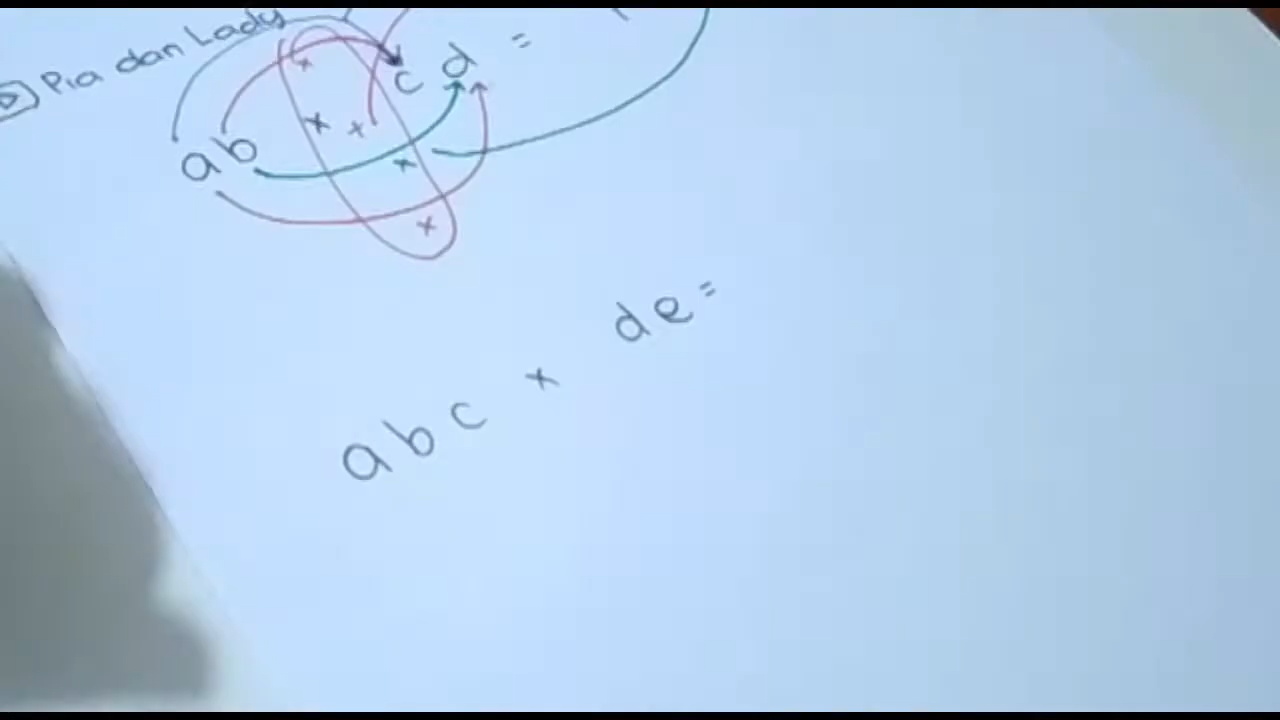 Pia dan Lady
ab × cd =
abc × de =